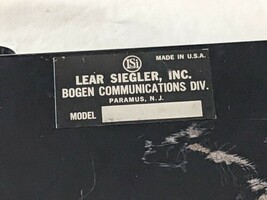 LSi
MADE IN U.S.A.
LEAR SIEGLER, INC.
BOGEN COMMUNICATIONS DIV.
PARAMUS, N.J.
MODEL